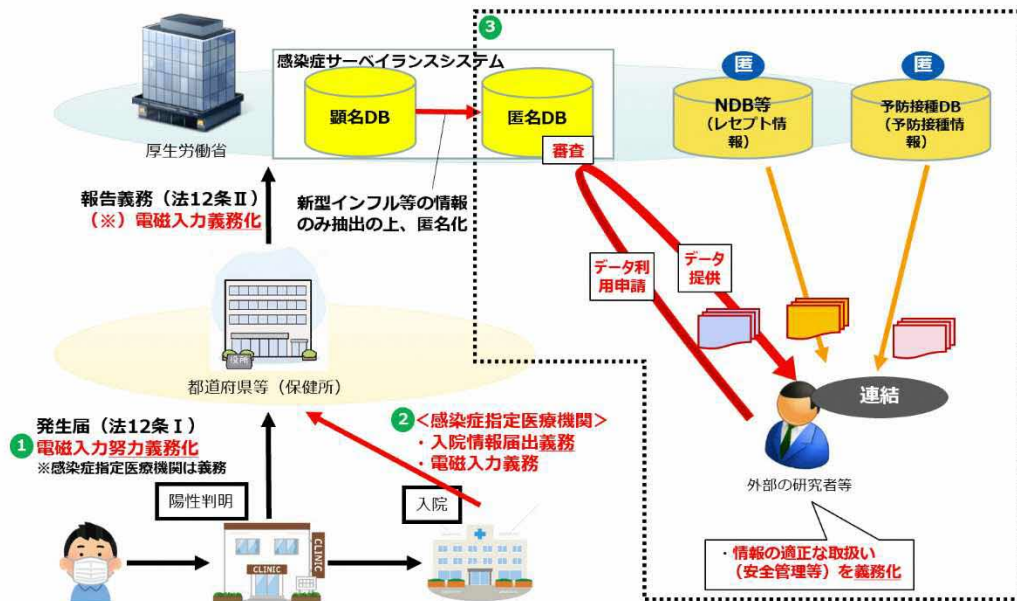 3
感染症サーベイランスシステム
顕名DB
匿名DB
審査
匿
NDB等
（レセプト情
報）
匿
予防接種DB
（予防接種情
報）
厚生労働省
報告義務（法12条Ⅱ）
（※）電磁入力義務化
新型インフル等の情報
のみ抽出の上、匿名化
データ利
用申請
データ
提供
役所
都道府県等（保健所）
連結
外部の研究者等
発生届（法12条Ⅰ）
1
電磁入力努力義務化
※感染症指定医療機関は義務
2
＜感染症指定医療機関＞
・入院情報届出義務
・電磁入力義務
陽性判明
入院
CLINIC
CLINIC
・情報の適正な取扱い
（安全管理等）を義務化